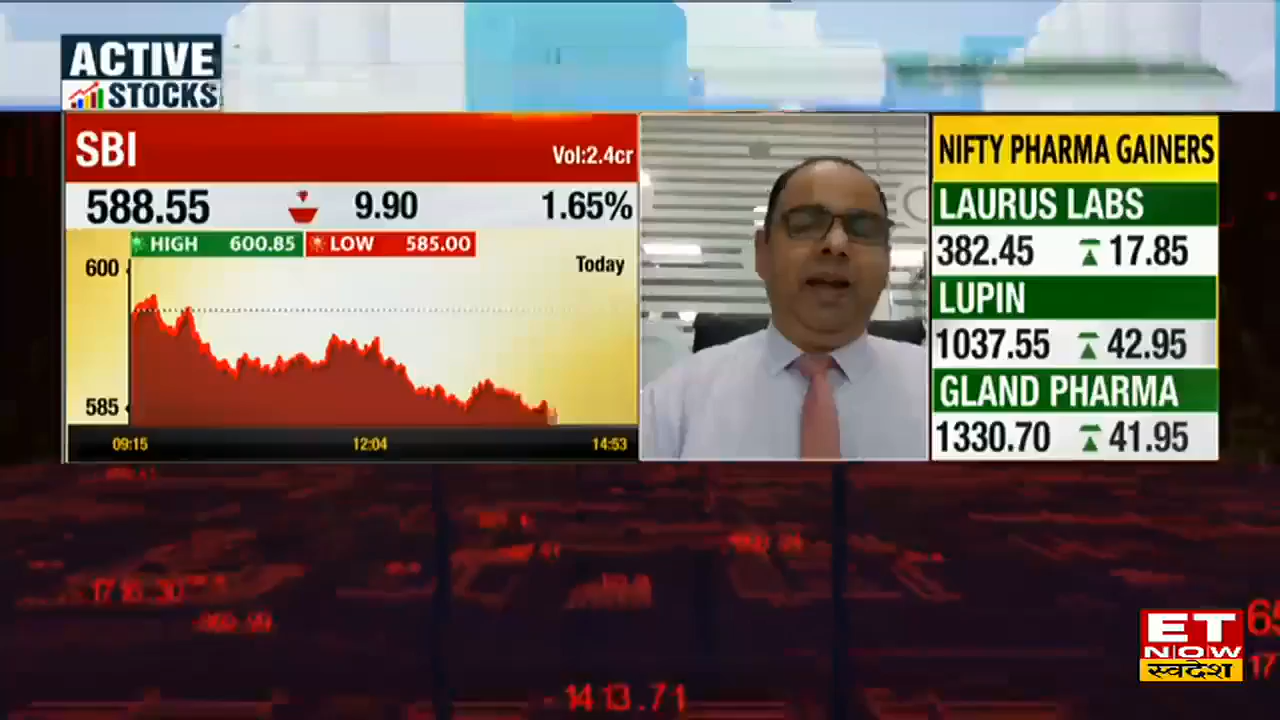 ACTIVE
STOCKS
SBI
Vol:2.4cr
588.55
9.90
1.65%
HIGH 600.85
LOW 585.00
Today
600
585
09:15
12:04
14:53
NIFTY PHARMA GAINERS
LAURUS LABS
382.45 17.85
LUPIN
1037.55 42.95
GLAND PHARMA
1330.70 41.95
-1413.71
ET
NOW
स्वदेश